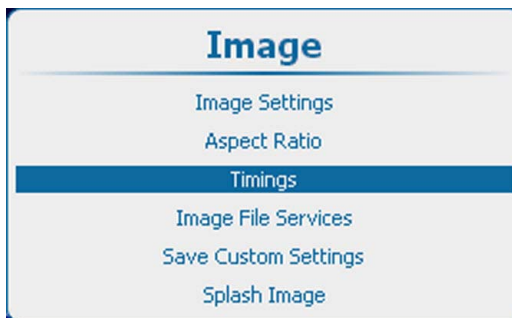 Image
Image Settings
Aspect Ratio
Timings
Image File Services
Save Custom Settings
Splash Image